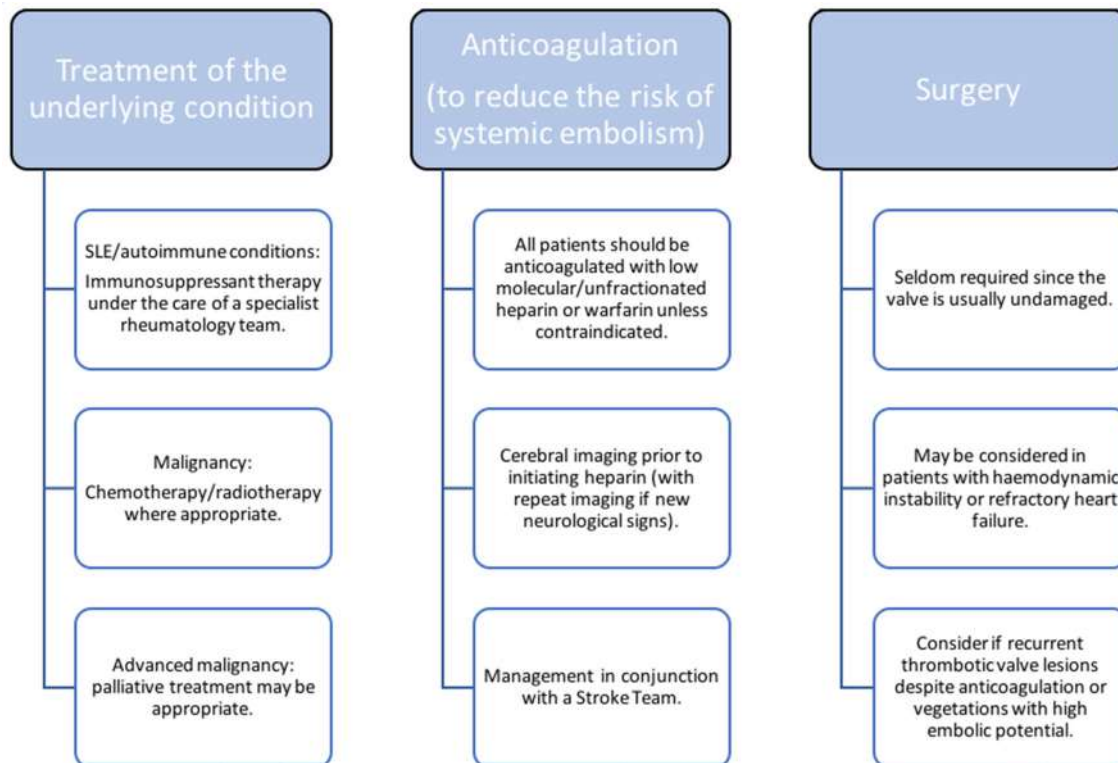 Treatment of the
underlying condition
SLE/autoimmune conditions:
Immunosuppressant therapy
under the care of a specialist
rheumatology team.
Malignancy:
Chemotherapy/radiotherapy
where appropriate.
Advanced malignancy:
palliative treatment may be
appropriate.
Anticoagulation
(to reduce the risk of
systemic embolism)
All patients should be
anticoagulated with low
molecular/unfractionated
heparin or warfarin unless
contraindicated.
Cerebral imaging prior to
initiating heparin (with
repeat imaging if new
neurological signs).
Management in conjunction
with a Stroke Team.
Surgery
Seldom required since the
valve is usually undamaged.
May be considered in
patients with haemodynamic
instability or refractory heart
failure.
Consider if recurrent
thrombotic valve lesions
despite anticoagulation or
vegetations with high
embolic potential.